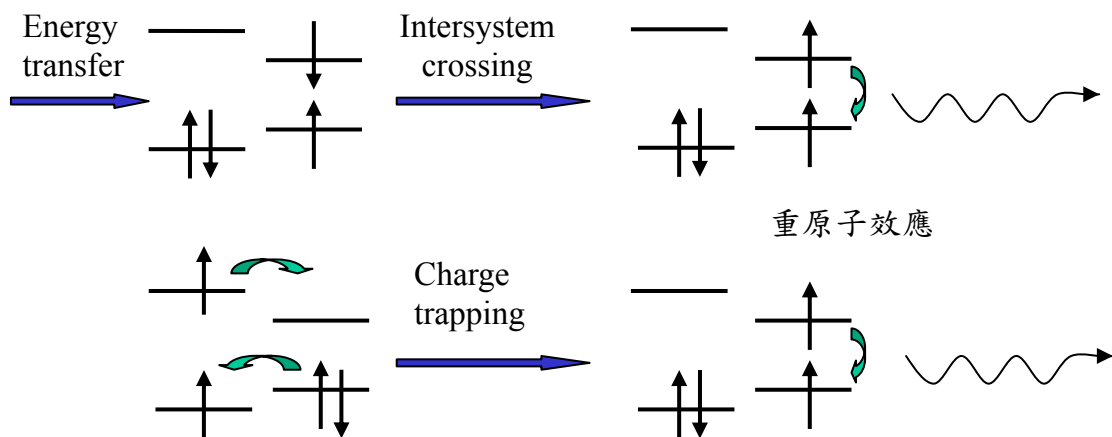 Energy
transfer
Intersystem
crossing
重原子效應
Charge
trapping